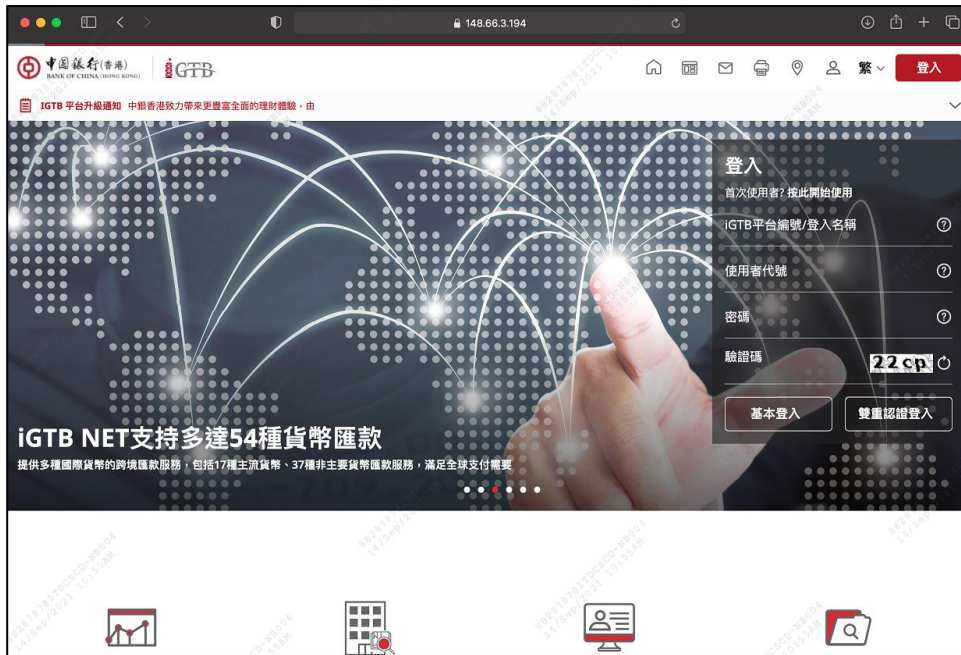 148.66.3.194
中国银行(香港)
BANK OF CHINA (HONG KONG)
iGTB
繁
登入
IGTB 平台升級通知 中銀香港致力帶來更豐富全面的理財體驗，由
登入
首次使用者? 按此開始使用
iGTB平台編號/登入名稱
使用者代號
密碼
驗證碼
22cp
基本登入 雙重認證登入
iGTB NET支持多達54種貨幣匯款
提供多種國際貨幣的跨境匯款服務，包括17種主流貨幣、37種非主要貨幣匯款服務，滿足全球支付需要